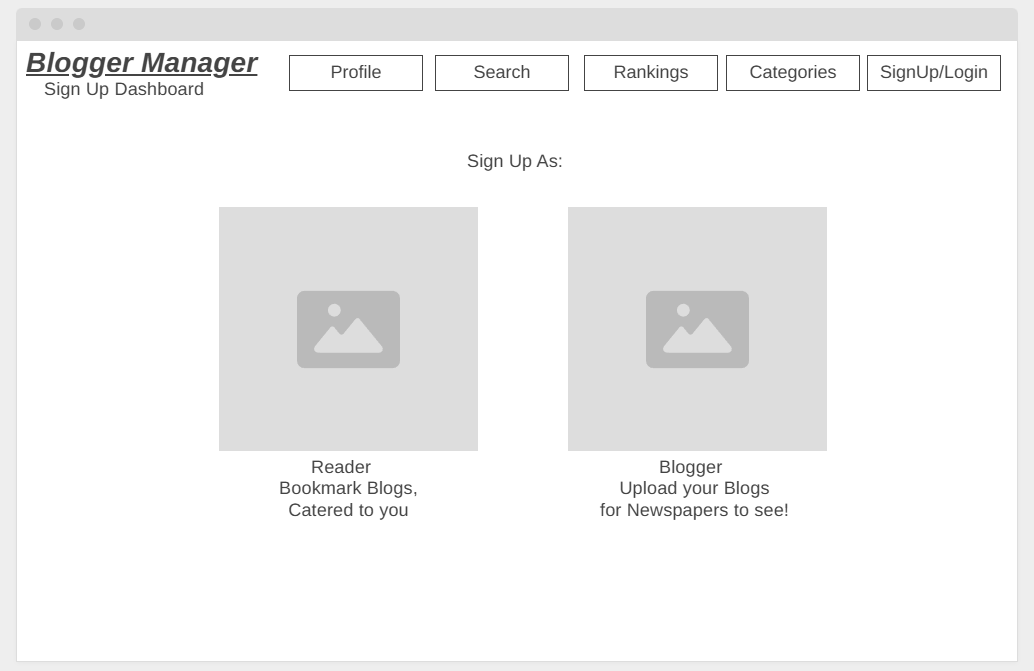 Blogger Manager
Sign Up Dashboard
Profile
Search
Rankings
Categories
SignUp/Login
Sign Up As:
Reader
Bookmark Blogs,
Catered to you
Blogger
Upload your Blogs
for Newspapers to see!